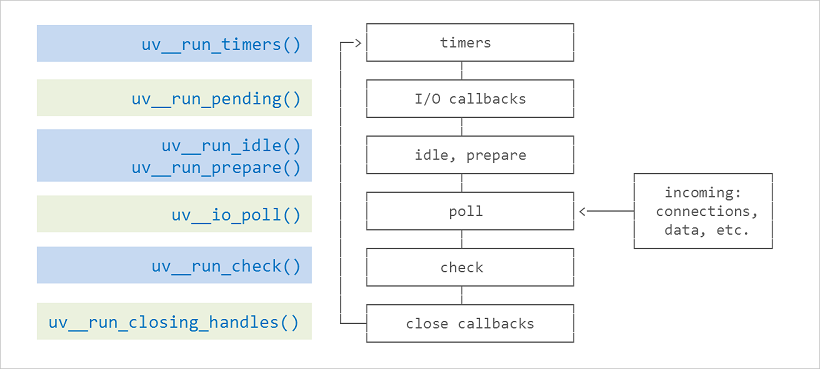 uv__run_timers()
timers
uv__run_pending()
I/O callbacks
uv__run_idle()
uv__run_prepare()
idle, prepare
uv__io_poll()
poll
incoming:
connections,
data, etc.
uv__run_check()
check
uv__run_closing_handles()
close callbacks